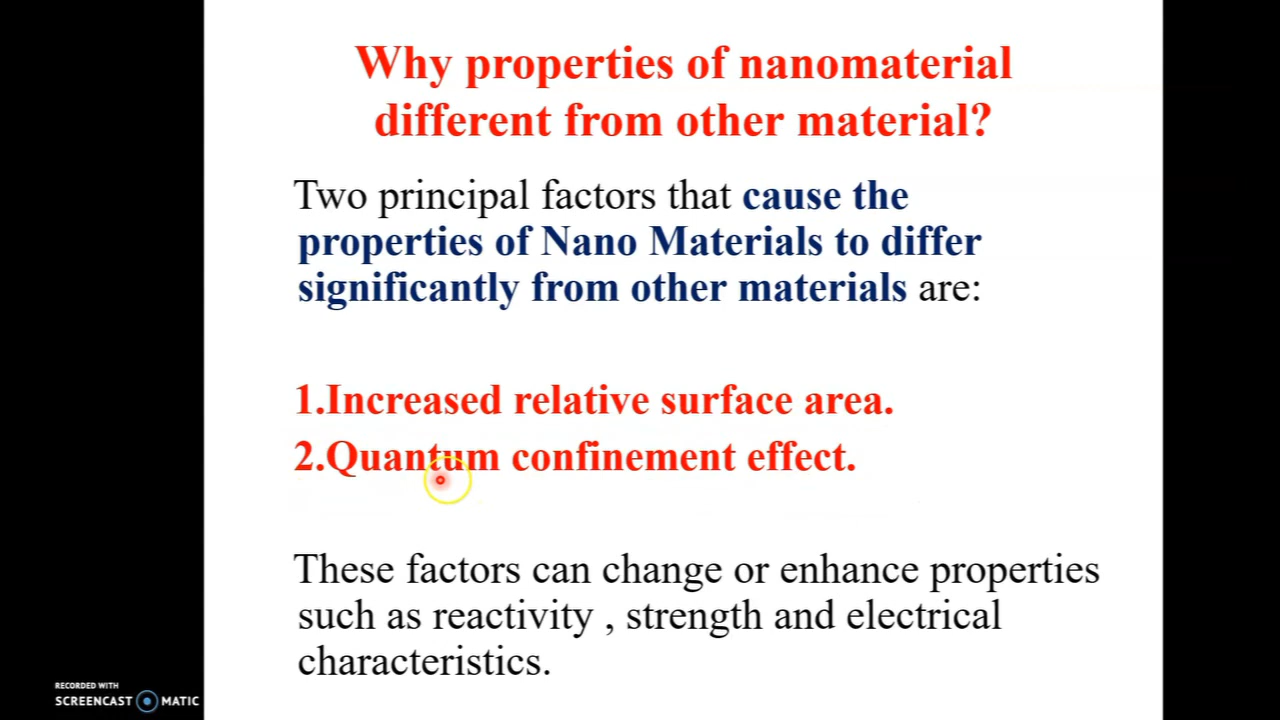 Why properties of nanomaterial
different from other material?
Two principal factors that cause the
properties of Nano Materials to differ
significantly from other materials are:
1.Increased relative surface area.
2.Quantum confinement effect.
These factors can change or enhance properties
such as reactivity , strength and electrical
characteristics.
RECORDED WITH
SCREENCAST MATIC